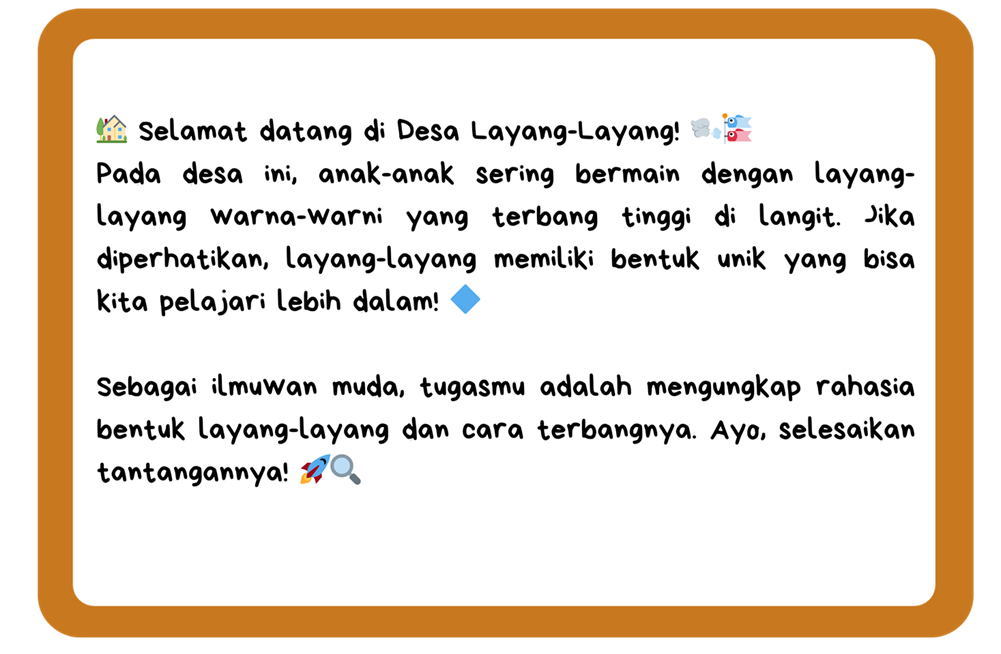 🏡 Selamat datang di Desa Layang-Layang! 🌬️🎏
Pada desa ini, anak-anak sering bermain dengan layang-
layang warna-warni yang terbang tinggi di langit. Jika
diperhatikan, layang-layang memiliki bentuk unik yang bisa
kita pelajari lebih dalam! 🔷
Sebagai ilmuwan muda, tugasmu adalah mengungkap rahasia
bentuk layang-layang dan cara terbangnya. Ayo, selesaikan
tantangannya! 🚀🔍